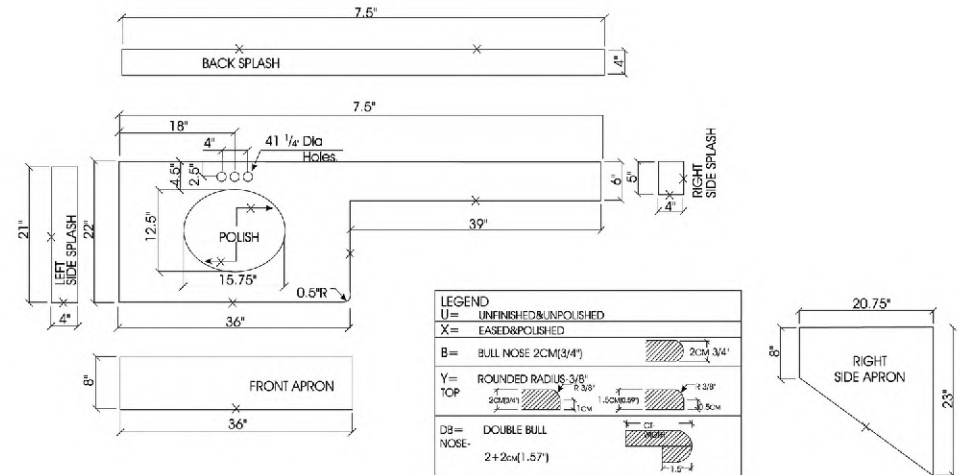 7.5"
BACK SPLASH
4"
7.5"
18"
4"
41 1/4" Dia
Holes.
4.5"
2.5"
21"
LEFT
SIDE SPLASH
4"
22"
12.5"
POLISH
15.75"
0.5"R
36"
39"
6"
5"
4"
RIGHT
SIDE SPLASH
8"
FRONT APRON
36"
LEGEND
U= UNFINISHED&UNPOLISHED
X= EASED&POLISHED
B= BULL NOSE 2CM(3/4") 2CM 3/4"
Y= ROUNDED RADIUS-3/8"
TOP
R 3/8"
2CM(3/4")
1CM
R 3/8"
1.5CM(0.59")
0.5CM
DB= DOUBLE BULL
NOSE-
2+2CM(1.57")
1.5"
20.75"
8"
RIGHT
SIDE APRON
23"